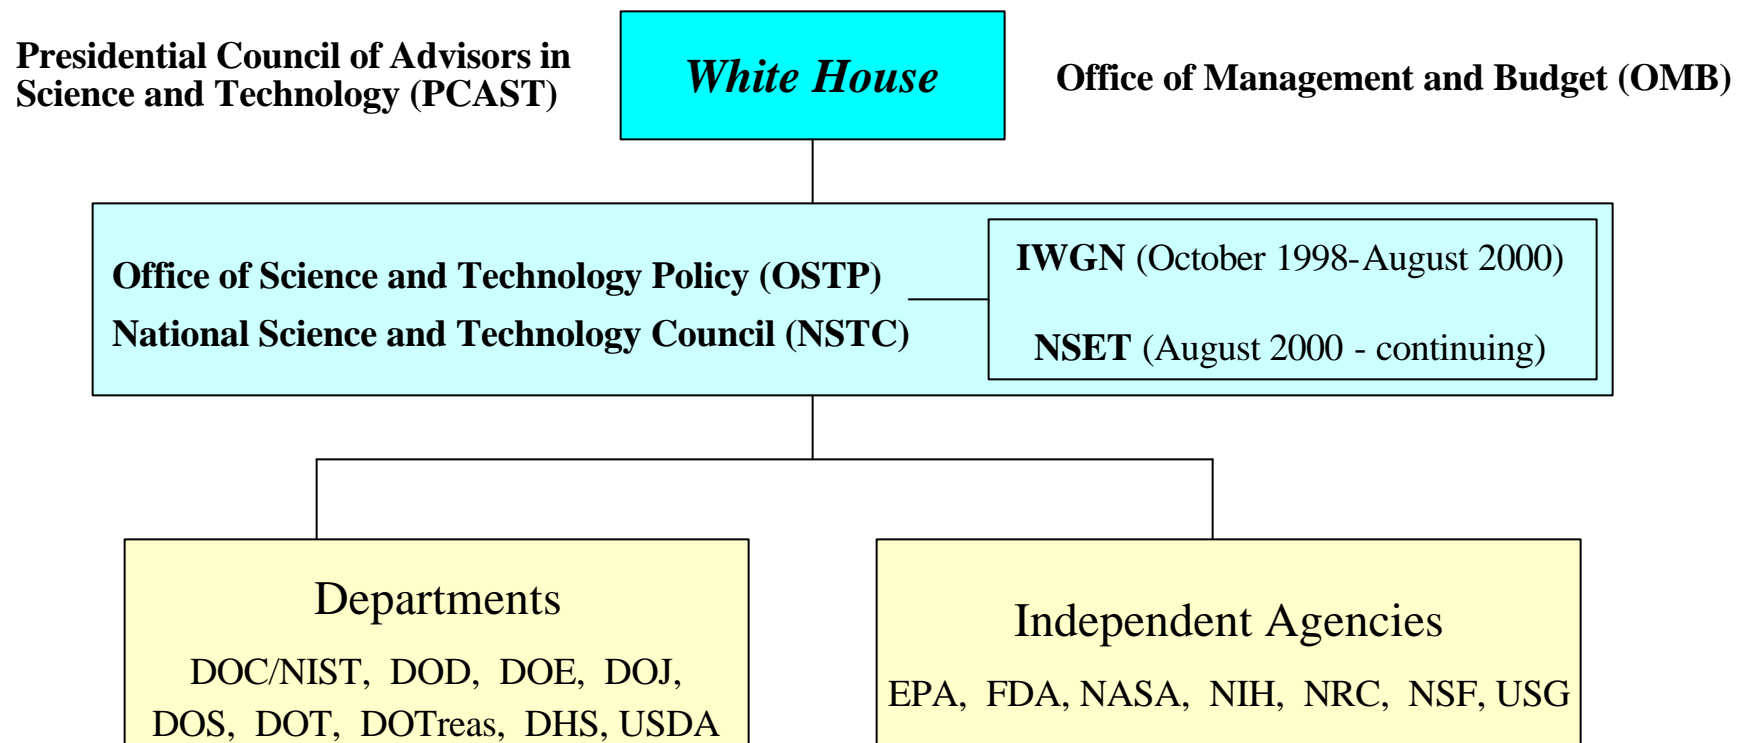 Presidential Council of Advisors in
Science and Technology (PCAST)
White House
Office of Management and Budget (OMB)
Office of Science and Technology Policy (OSTP)
National Science and Technology Council (NSTC)
IWGN (October 1998-August 2000)
NSET (August 2000 - continuing)
Departments
DOC/NIST, DOD, DOE, DOJ,
DOS, DOT, DOTreas, DHS, USDA
Independent Agencies
EPA, FDA, NASA, NIH, NRC, NSF, USG